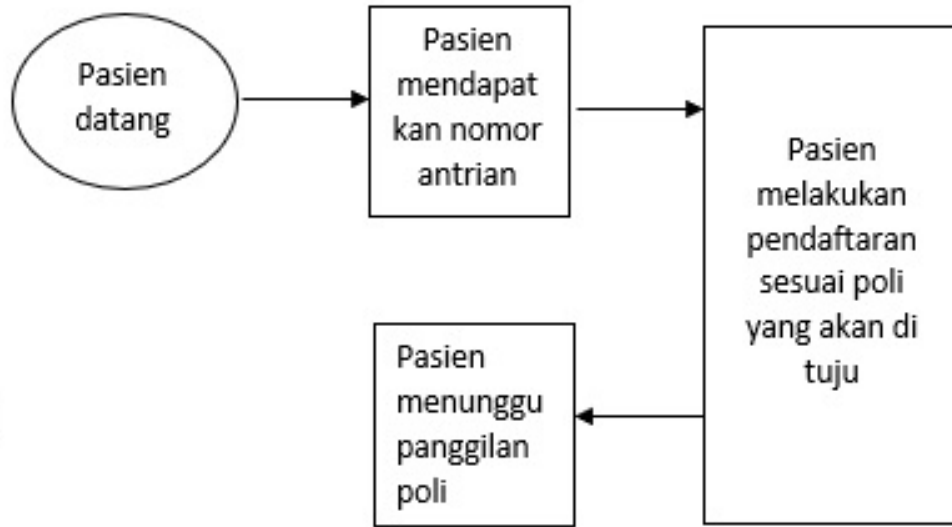 Pasien
datang
Pasien
mendapat
kan nomor
antrian
Pasien
melakukan
pendaftaran
sesuai poli
yang akan di
tuju
Pasien
menunggu
panggilan
poli